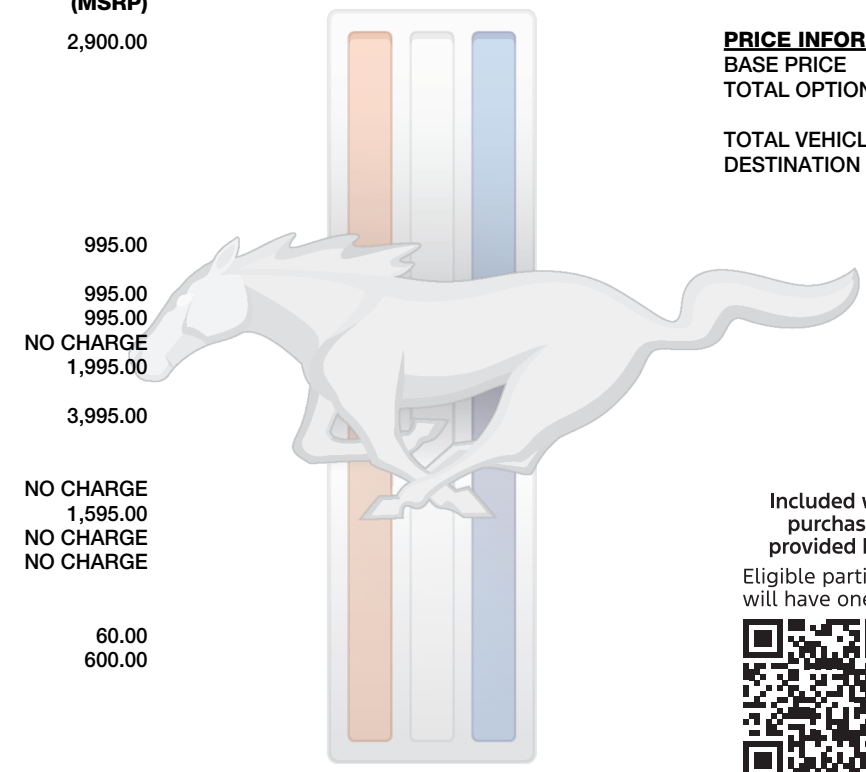 (MSRP)
2,900.00
995.00
995.00
995.00
NO CHARGE
1,995.00
3,995.00
NO CHARGE
1,595.00
NO CHARGE
NO CHARGE
60.00
600.00
PRICE INFOR
BASE PRICE
TOTAL OPTION
TOTAL VEHICL
DESTINATION
Included
purchas
provided
Eligible parti
will have one